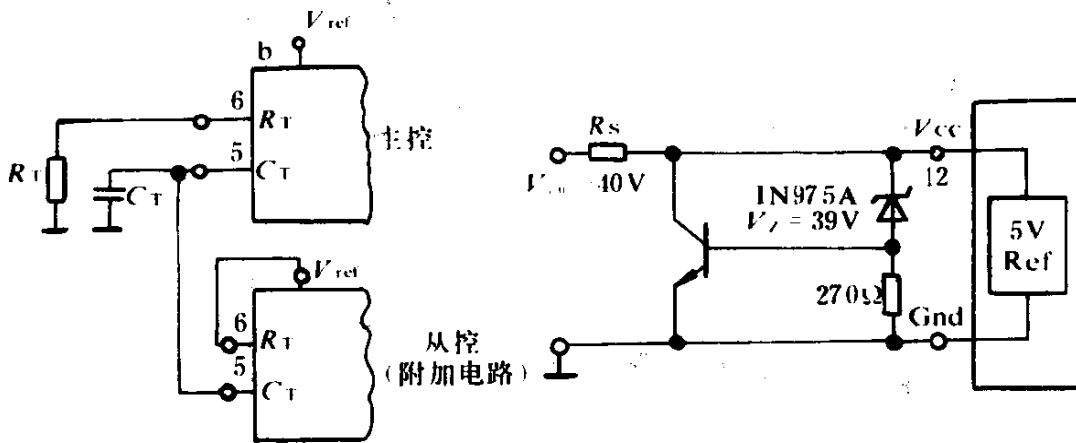 Vref
b
6
RT
主控
5
CT
RT
CT
Vref
6
RT
5
CT
从控
(附加电路)
RS
40V
VCC
12
1N975A
VZ = 39V
270Ω
Gnd
5V
Ref